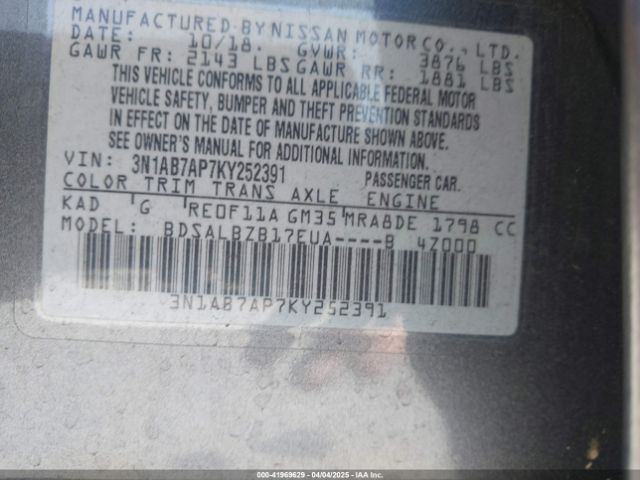 MANUFACTURED BY NISSAN MOTOR CO., LTD.
DATE: 10/18. GVWR: 3876 LBS
GAWR FR: 2143 LBS GAWR RR: 1881 LBS
THIS VEHICLE CONFORMS TO ALL APPLICABLE FEDERAL MOTOR
VEHICLE SAFETY, BUMPER AND THEFT PREVENTION STANDARDS
IN EFFECT ON THE DATE OF MANUFACTURE SHOWN ABOVE.
SEE OWNER'S MANUAL FOR ADDITIONAL INFORMATION.
VIN: 3N1AB7AP7KY252391 PASSENGER CAR.
COLOR TRIM TRANS AXLE ENGINE
KAD G RE0F11A GM35 MRA8DE 1798 CC
MODEL: BDSALBZB17EUA----B 4Z000
3N1AB7AP7KY252391
000-41969629 04/04/2025 IAA Inc.